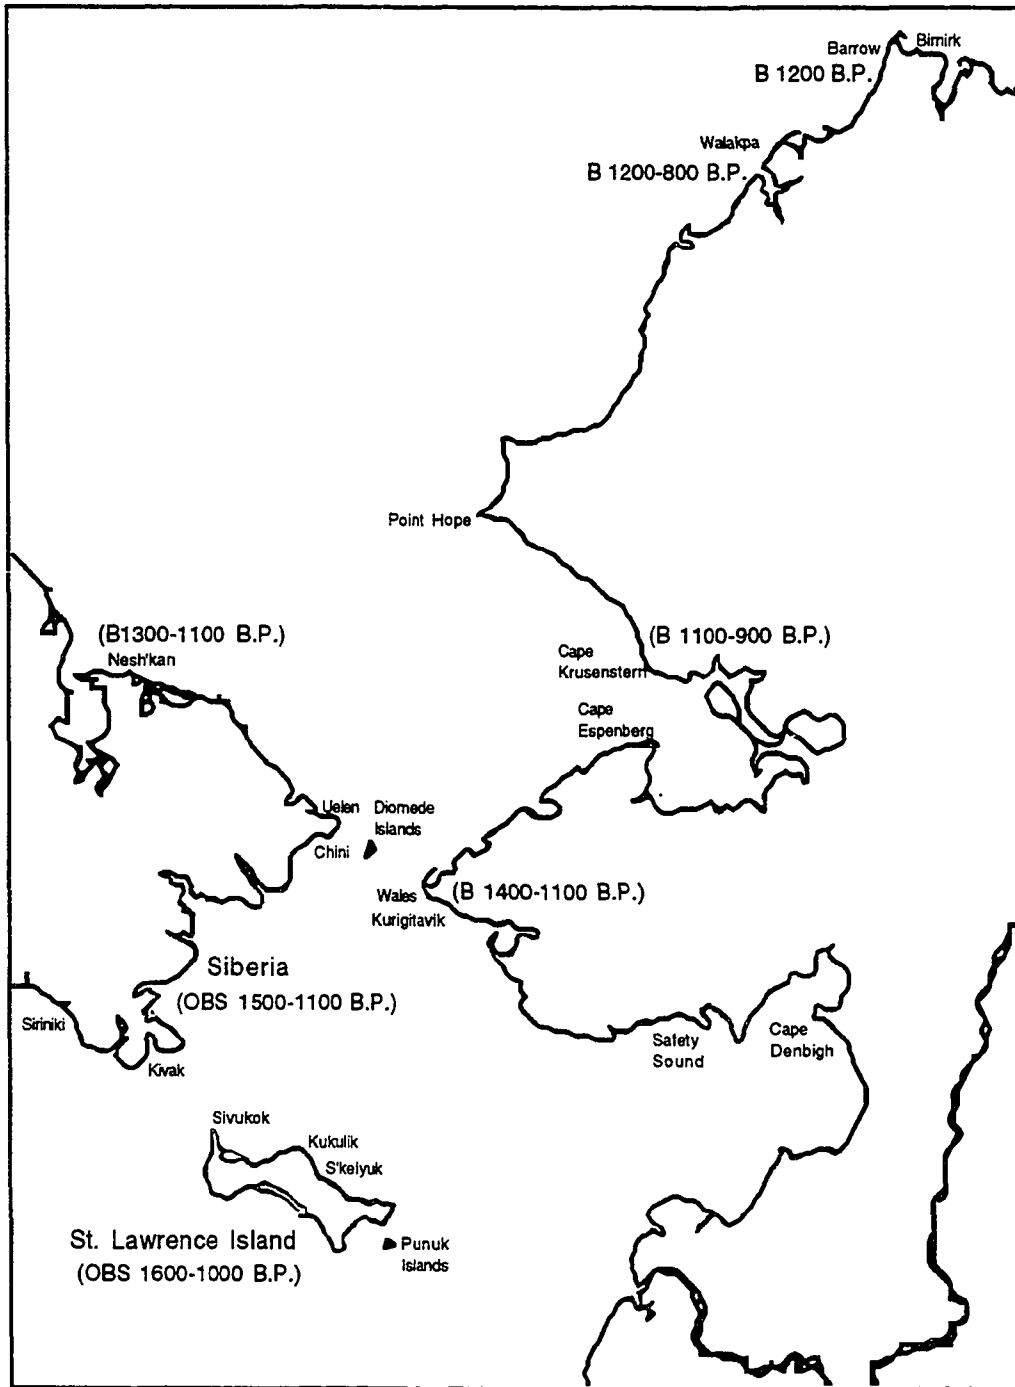 Barrow
Birnirk
B 1200 B.P.
Walakpa
B 1200-800 B.P.
Point Hope
(B1300-1100 B.P.)
Nesh'kan
(B 1100-900 B.P.)
Cape
Krusenstern
Cape
Espenberg
Uelen
Diomede
Islands
Chini
Wales
(B 1400-1100 B.P.)
Kurigitavik
Siberia
(OBS 1500-1100 B.P.)
Siriniki
Kivak
Safety
Sound
Cape
Denbigh
Sivukok
Kukulik
S'kelyuk
St. Lawrence Island
(OBS 1600-1000 B.P.)
Punuk
Islands